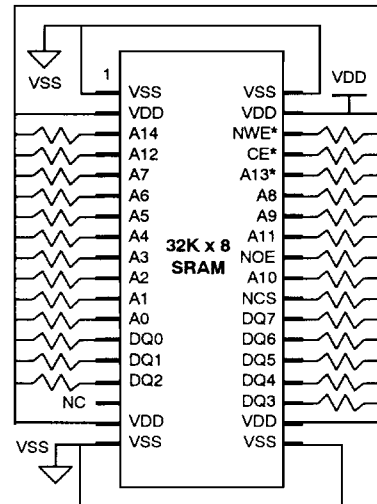 VSS
1
VDD
VSS
VDD
A14
A12
A7
A6
A5
A4
A3
A2
A1
A0
DQ0
DQ1
DQ2
NC
VDD
VSS
VSS
32K x 8
SRAM
VSS
VDD
NWE*
CE*
A13*
A8
A9
A11
NOE
A10
NCS
DQ7
DQ6
DQ5
DQ4
DQ3
VDD
VSS